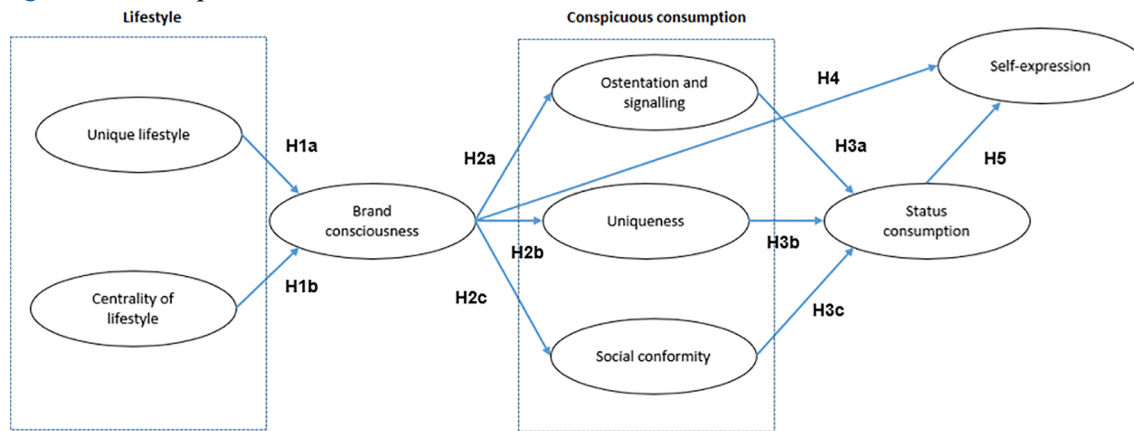 Lifestyle
Conspicuous consumption
Unique lifestyle
Centrality of
lifestyle
H1a
H1b
Brand
consciousness
H2a
H2b
H2c
Ostentation and
signalling
Uniqueness
Social conformity
H4
H3a
H3b
H3c
Status
consumption
H5
Self-expression